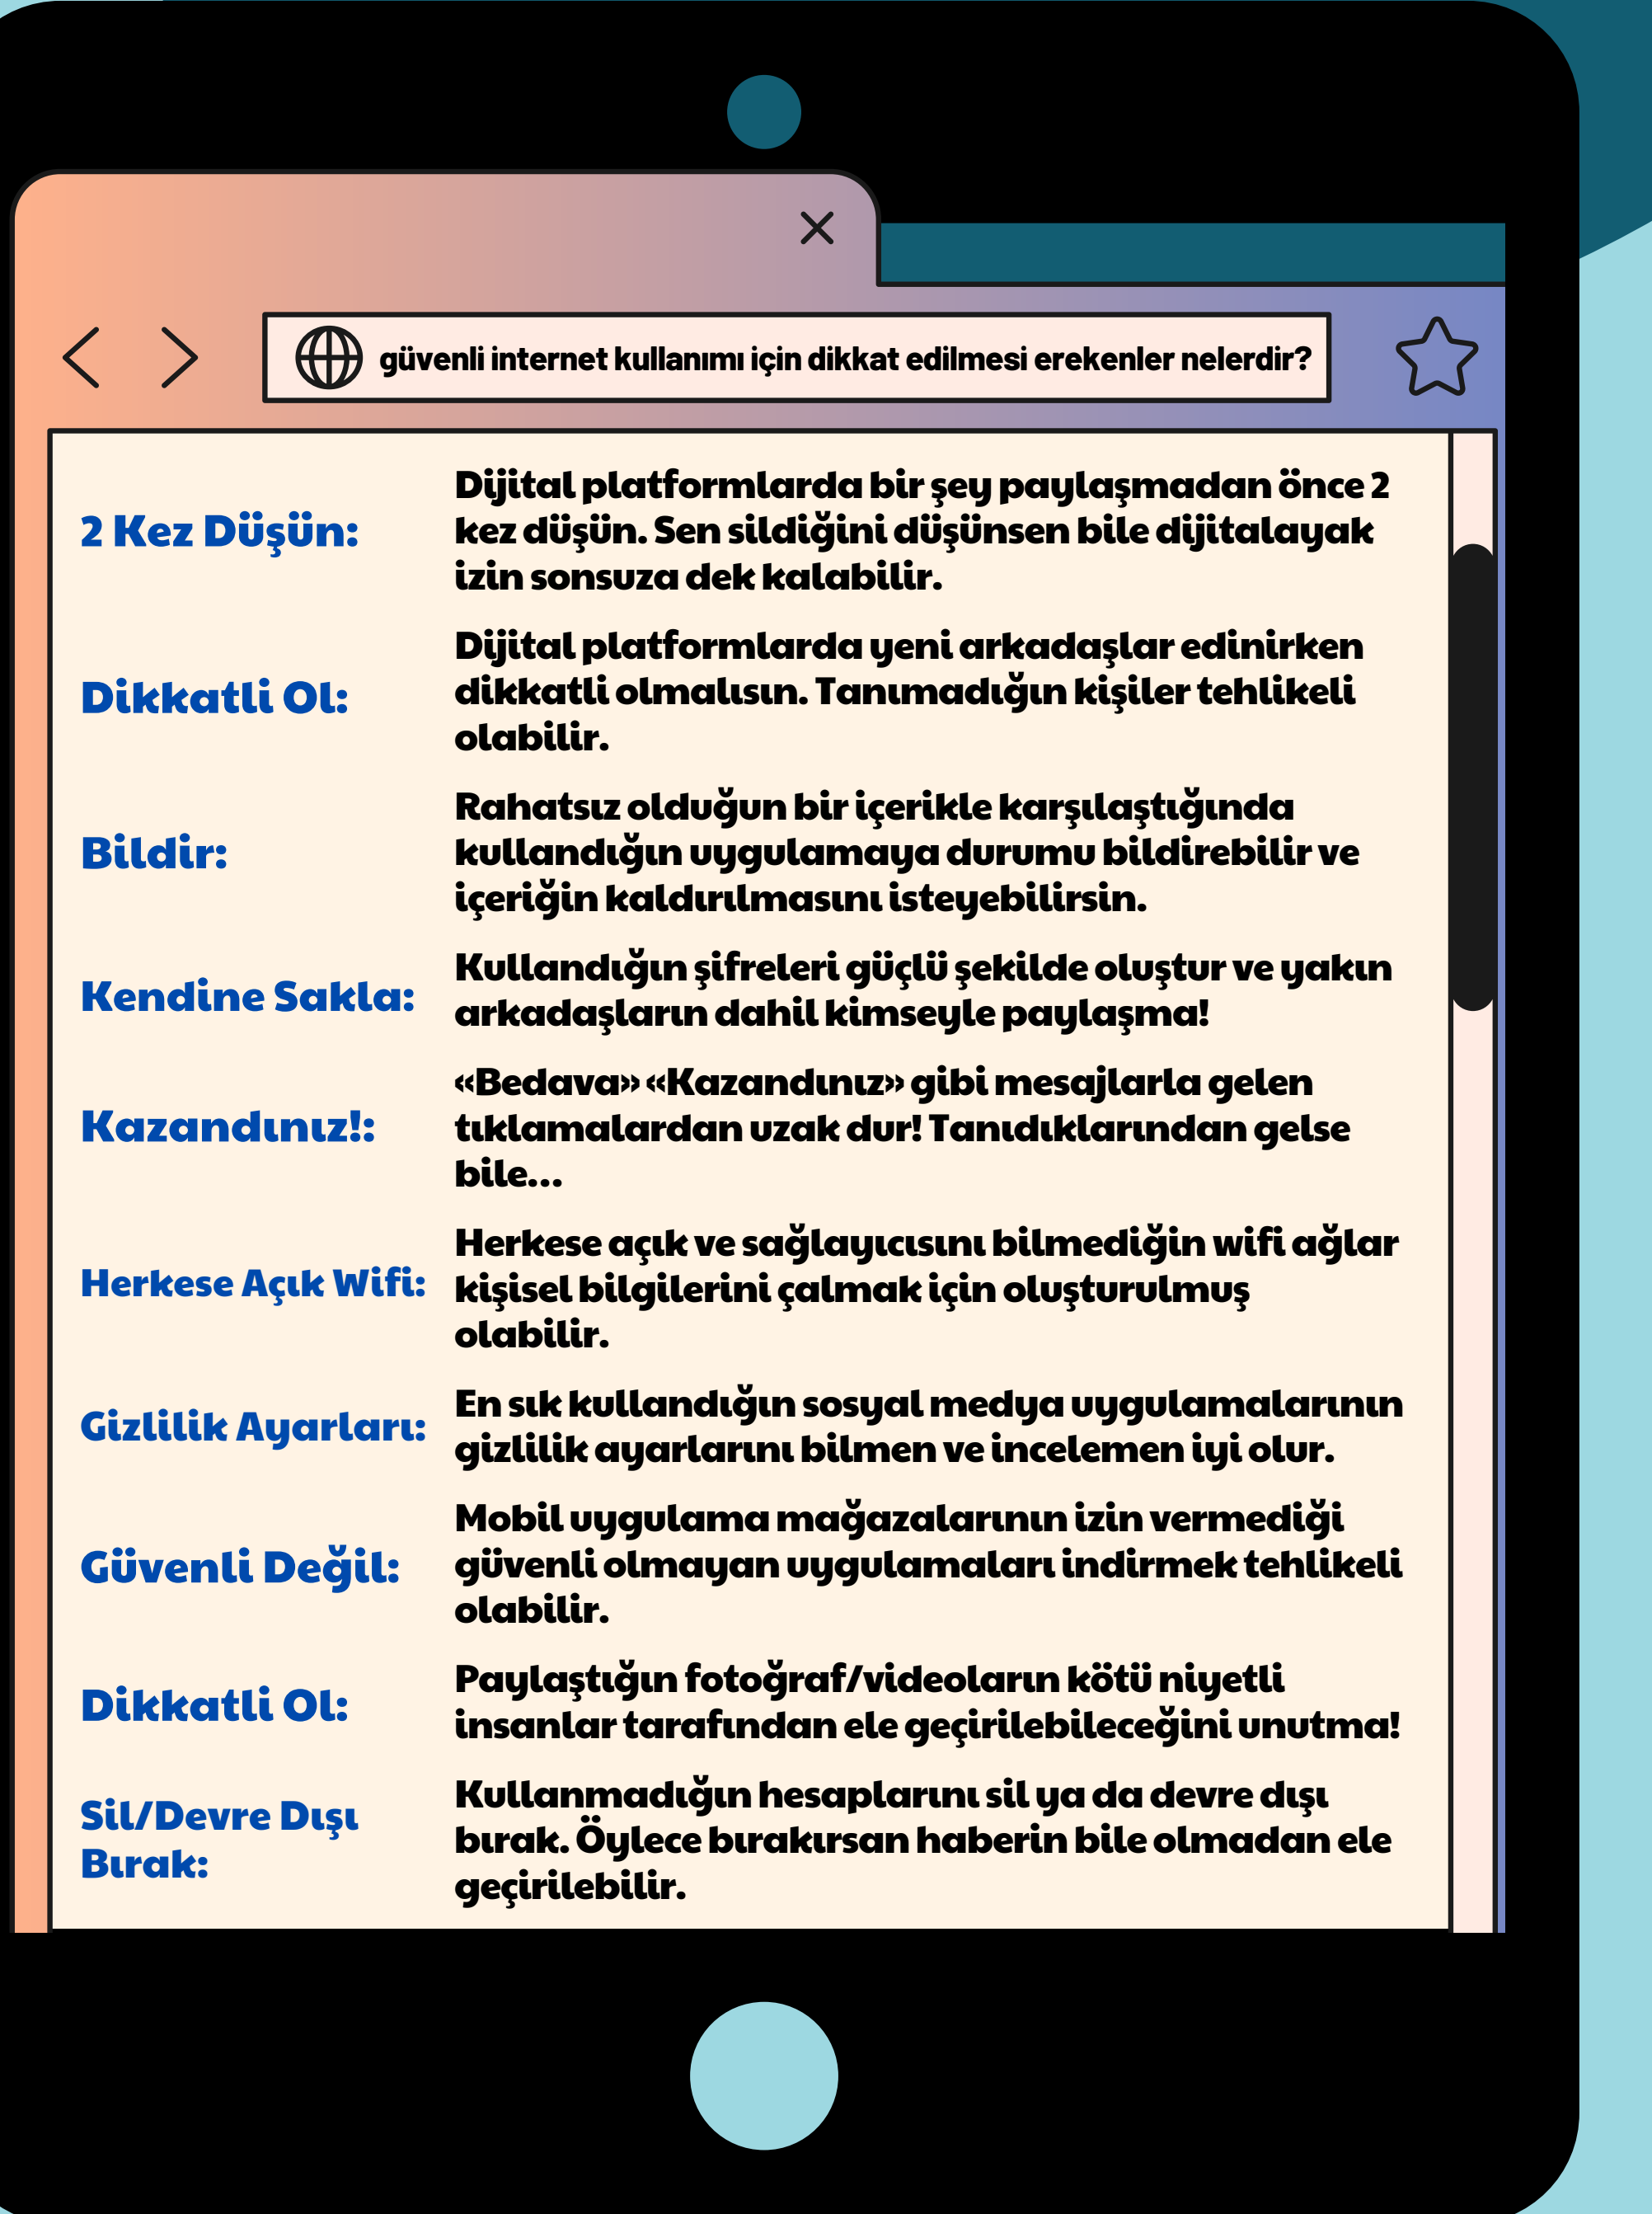 güvenli internet kullanımı için dikkat edilmesi erekenler nelerdir?
2 Kez Düşün:
Dijital platformlarda bir şey paylaşmadan önce 2
kez düşün. Sen sildiğini düşünsen bile dijitalayak
izin sonsuza dek kalabilir.
Dikkatli Ol:
Dijital platformlarda yeni arkadaşlar edinirken
dikkatli olmalısın. Tanımadığın kişiler tehlikeli
olabilir.
Bildir:
Rahatsız olduğun bir içerikle karşılaştığında
kullandığın uygulamaya durumu bildirebilir ve
içeriğin kaldırılmasını isteyebilirsin.
Kendine Sakla:
Kullandığın şifreleri güçlü şekilde oluştur ve yakın
arkadaşların dahil kimseyle paylaşma!
Kazandınız!:
«Bedava» «Kazandınız» gibi mesajlarla gelen
tıklamalardan uzak dur! Tanıdıklarından gelse
bile...
Herkese Açık Wifi:
Herkese açık ve sağlayıcısını bilmediğin wifi ağlar
kişisel bilgilerini çalmak için oluşturulmuş
olabilir.
Gizlilik Ayarları:
En sık kullandığın sosyal medya uygulamalarının
gizlilik ayarlarını bilmen ve incelemen iyi olur.
Güvenli Değil:
Mobil uygulama mağazalarının izin vermediği
güvenli olmayan uygulamaları indirmek tehlikeli
olabilir.
Dikkatli Ol:
Paylaştığın fotoğraf/videoların kötü niyetli
insanlar tarafından ele geçirilebileceğini unutma!
Sil/Devre Dışı
Bırak:
Kullanmadığın hesaplarını sil ya da devre dışı
bırak. Öylece bırakırsan haberin bile olmadan ele
geçirilebilir.